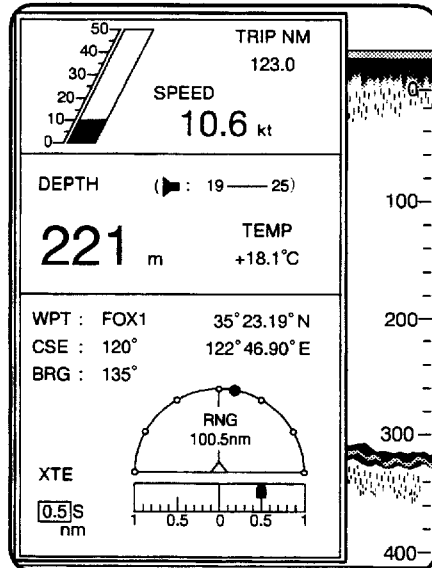 50
40
30
20
10
0
TRIP NM
123.0
SPEED
10.6 kt
DEPTH
( : 19 — 25)
221 m
TEMP
+18.1°C
WPT : FOX1
35°23.19°N
CSE : 120°
122°46.90°E
BRG : 135°
RNG
100.5nm
XTE
0.5 S
nm
1 0.5 0 0.5 1
0
100
200
300
400